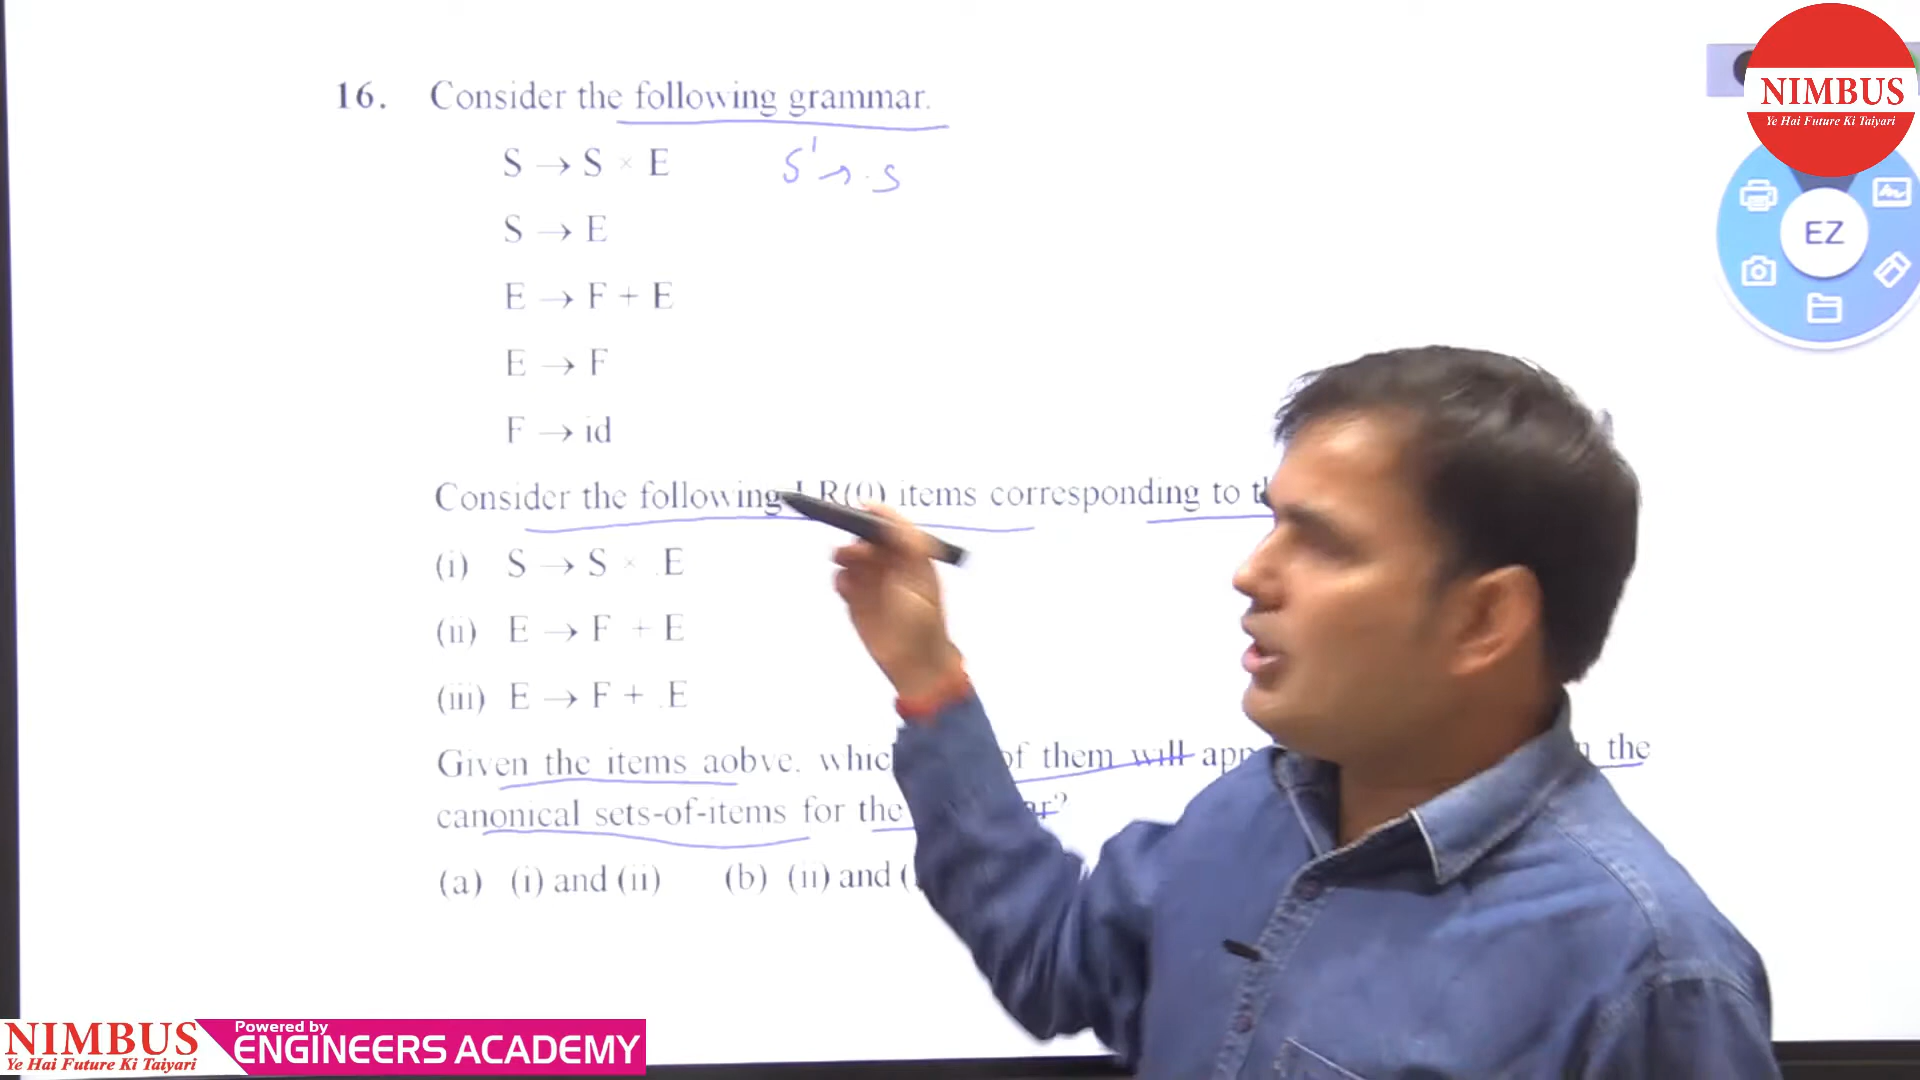 16. Consider the following grammar.
S → S × E
S' → .S
S → E
E → F + E
E → F
F → id
Consider the following LR(0) items corresponding to
(i) S → S × .E
(ii) E → F + E
(iii) E → F + .E
Given the items aobve, of them will the
canonical sets-of-items for the
(a) (i) and (ii) (b) (ii) and (
NIMBUS
Ye Hai Future Ki Taiyari
EZ
NIMBUS
Ye Hai Future Ki Taiyari
Powered by
ENGINEERS ACADEMY